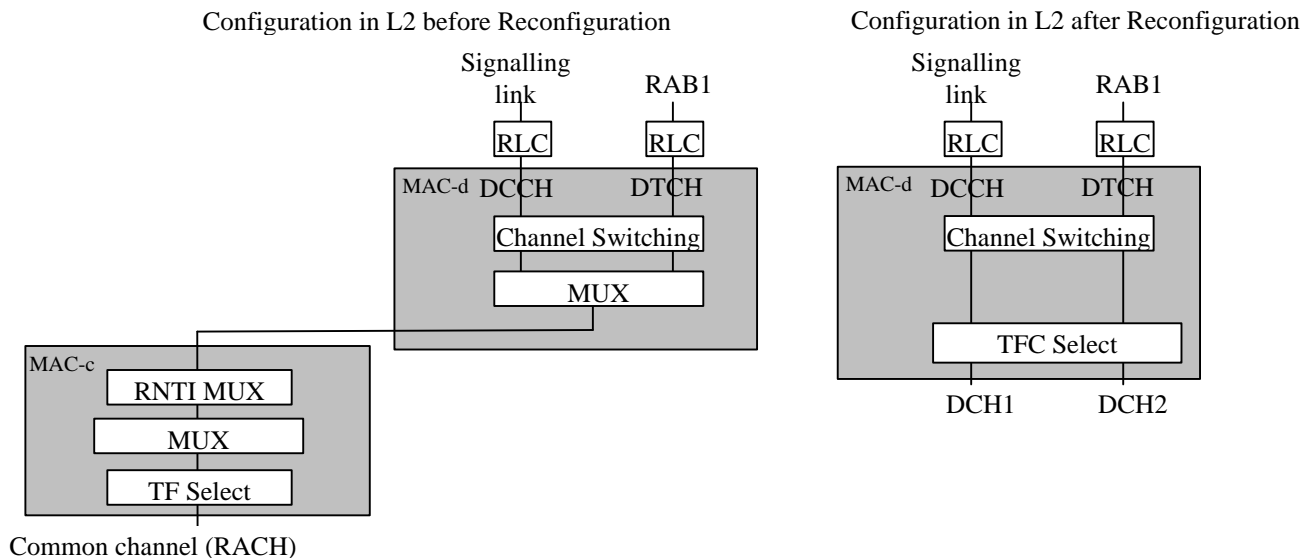 Configuration in L2 before Reconfiguration
Signalling
link
RAB1
RLC
RLC
MAC-d
DCCH
DTCH
Channel Switching
MUX
MAC-c
RNTI MUX
MUX
TF Select
Common channel (RACH)
Configuration in L2 after Reconfiguration
Signalling
link
RAB1
RLC
RLC
MAC-d
DCCH
DTCH
Channel Switching
TFC Select
DCH1
DCH2